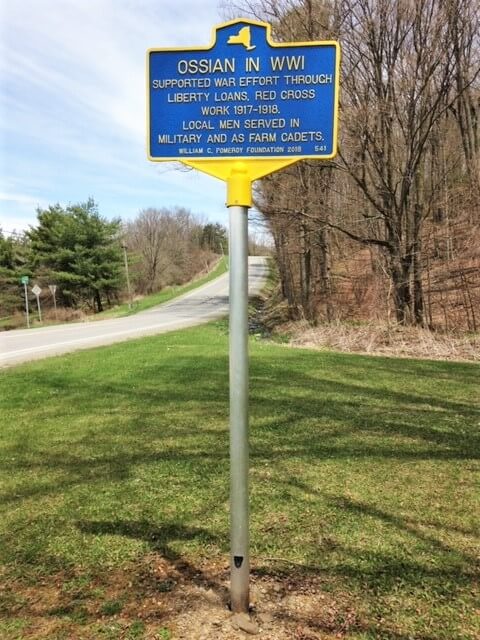 OSSIAN IN WWI
SUPPORTED WAR EFFORT THROUGH
LIBERTY LOANS, RED CROSS
WORK 1917-1918.
LOCAL MEN SERVED IN
MILITARY AND AS FARM CADETS.
WILLIAM C. POMEROY FOUNDATION 2018 541